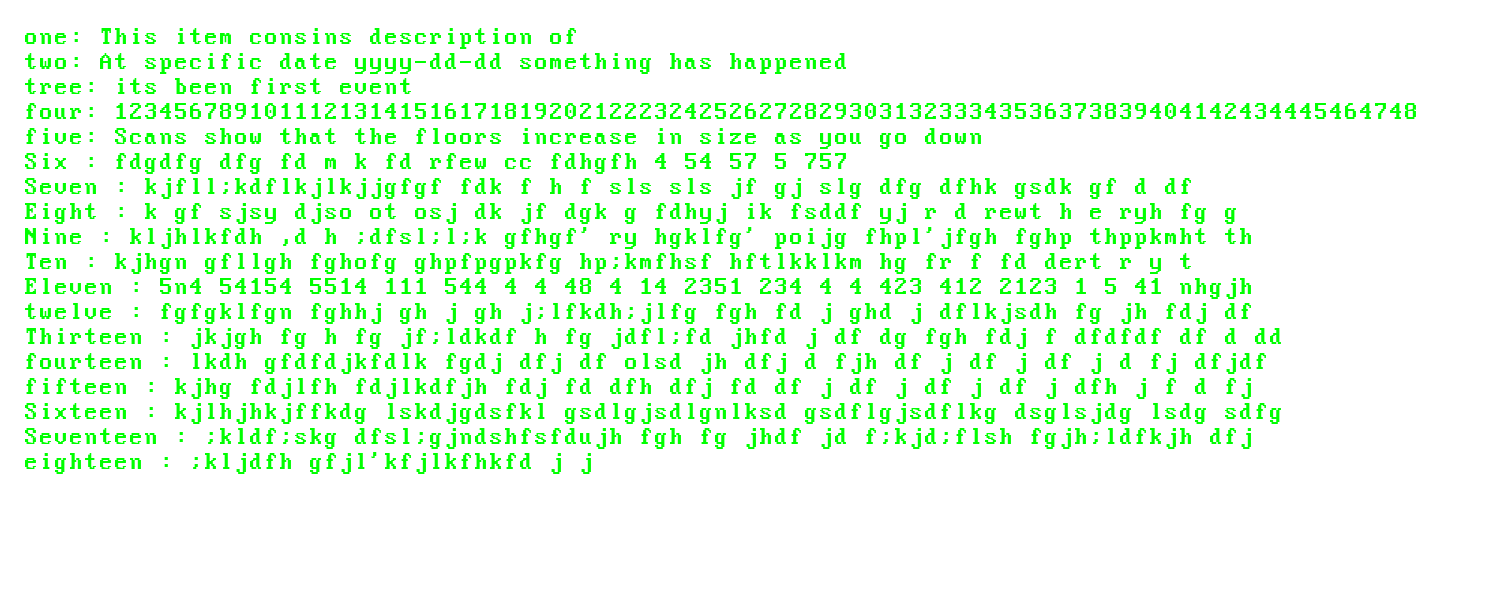 one: This item consins description of
two: At specific date yyyy-dd-dd something has happened
tree: its been first event
four: 123456789101112131415161718192021222324252627282930313233343536373839404142434445464748
five: Scans show that the floors increase in size as you go down
Six : fdgdfg dfg fd m k fd rfew cc fdhgfh 4 54 57 5 757
Seven : kjfll;kdflkjlkjjgfgf fdk f h f sls sls jf gj slg dfg dfhk gsdk gf d df
Eight : k gf sjsy djso ot osj dk jf dgk g fdhyj ik fsddf yj r d rewt h e ryh fg g
Nine : kljhlkfdh ,d h ;dfsl;l;k gfhgf' ry hgklfg' poijg fhpl'jfgh fghp thppkmht th
Ten : kjhgn gfllgh fghofg ghpfpgpkfg hp;kmfhsf hftlkklkm hg fr f fd dert r y t
Eleven : 5n4 54154 5514 111 544 4 4 48 4 14 2351 234 4 4 423 412 2123 1 5 41 nhgjh
twelve : fgfgklfgn fghhj gh j gh j;lfkdh;jlfg fgh fd j ghd j dflkjsdh fg jh fdj df
Thirteen : jkjgh fg h fg jf;ldkdf h fg jdfl;fd jhfd j df dg fgh fdj f dfdfdf df d dd
fourteen : lkdh gfdfdjkfdlk fgdj dfj df olsd jh dfj d fjh df j df j df j d fj dfjdf
fifteen : kjhg fdjlfh fdjlkdfjh fdj fd dfh dfj fd df j df j df j df j dfh j f d fj
Sixteen : kjlhjhkjffkdg lskdjgdsfkl gsdlgjsdlgnlksd gsdflgjsdflkg dsglsjdg lsdg sdfg
Seventeen : ;kldf;skg dfsl;gjndshfsfdujh fgh fg jhdf jd f;kjd;flsh fgjh;ldfkjh dfj
eighteen : ;kljdfh gfjl'kfjlkfhkfd j j